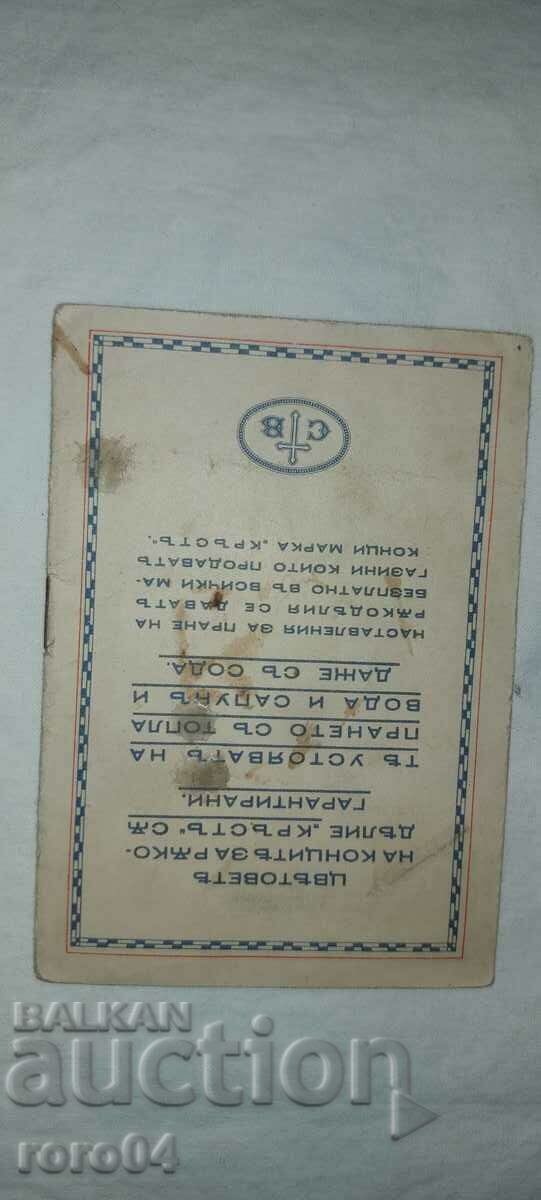 ЦВѢТОВЕТѢ
НА КОНЦИТѢ ЗА РѪКО-
ДѢЛИЕ „КРЪСТЪ“ СѪ
ГАРАНТИРАНИ.
ТѢ УСТОЯВАТЪ НА
ПРАНЕТО СЪ ТОПЛА
ВОДА И САПУНЪ И
ДАЖЕ СЪ СОДА.
НАСТАВЛЕНИЯ ЗА ПРАНЕ НА
РѪКОДѢЛИЯ СЕ ДАВАТЪ
БЕЗПЛАТНО ВЪ ВСИЧКИ МА-
ГАЗИНИ КОИТО ПРОДАВАТЪ
КОНЦИ МАРКА „КРЪСТЪ“.
C B
BALKAN
auction
roro04